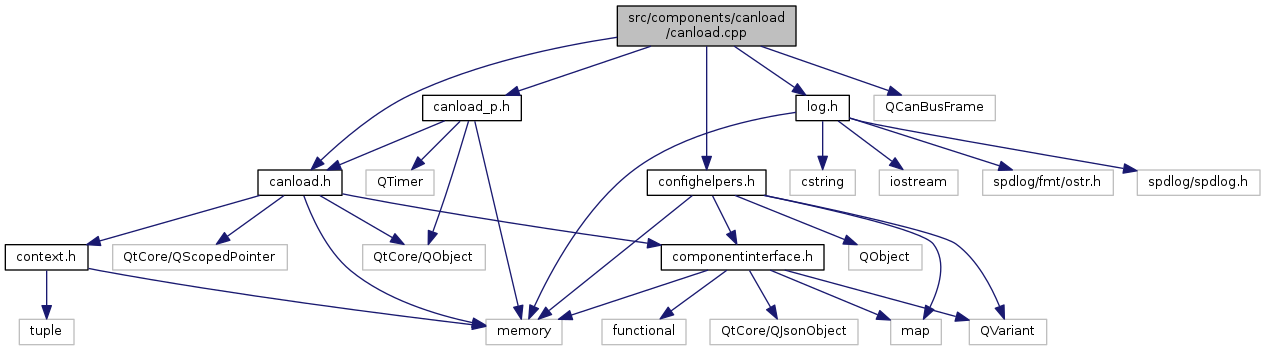 src/components/canload
/canload.cpp
canload_p.h
log.h
QCanBusFrame
canload.h
QTimer
confighelpers.h
cstring
iostream
spdlog/fmt/ostr.h
spdlog/spdlog.h
context.h
QtCore/QScopedPointer
QtCore/QObject
componentinterface.h
QObject
tuple
memory
functional
QtCore/QJsonObject
map
QVariant